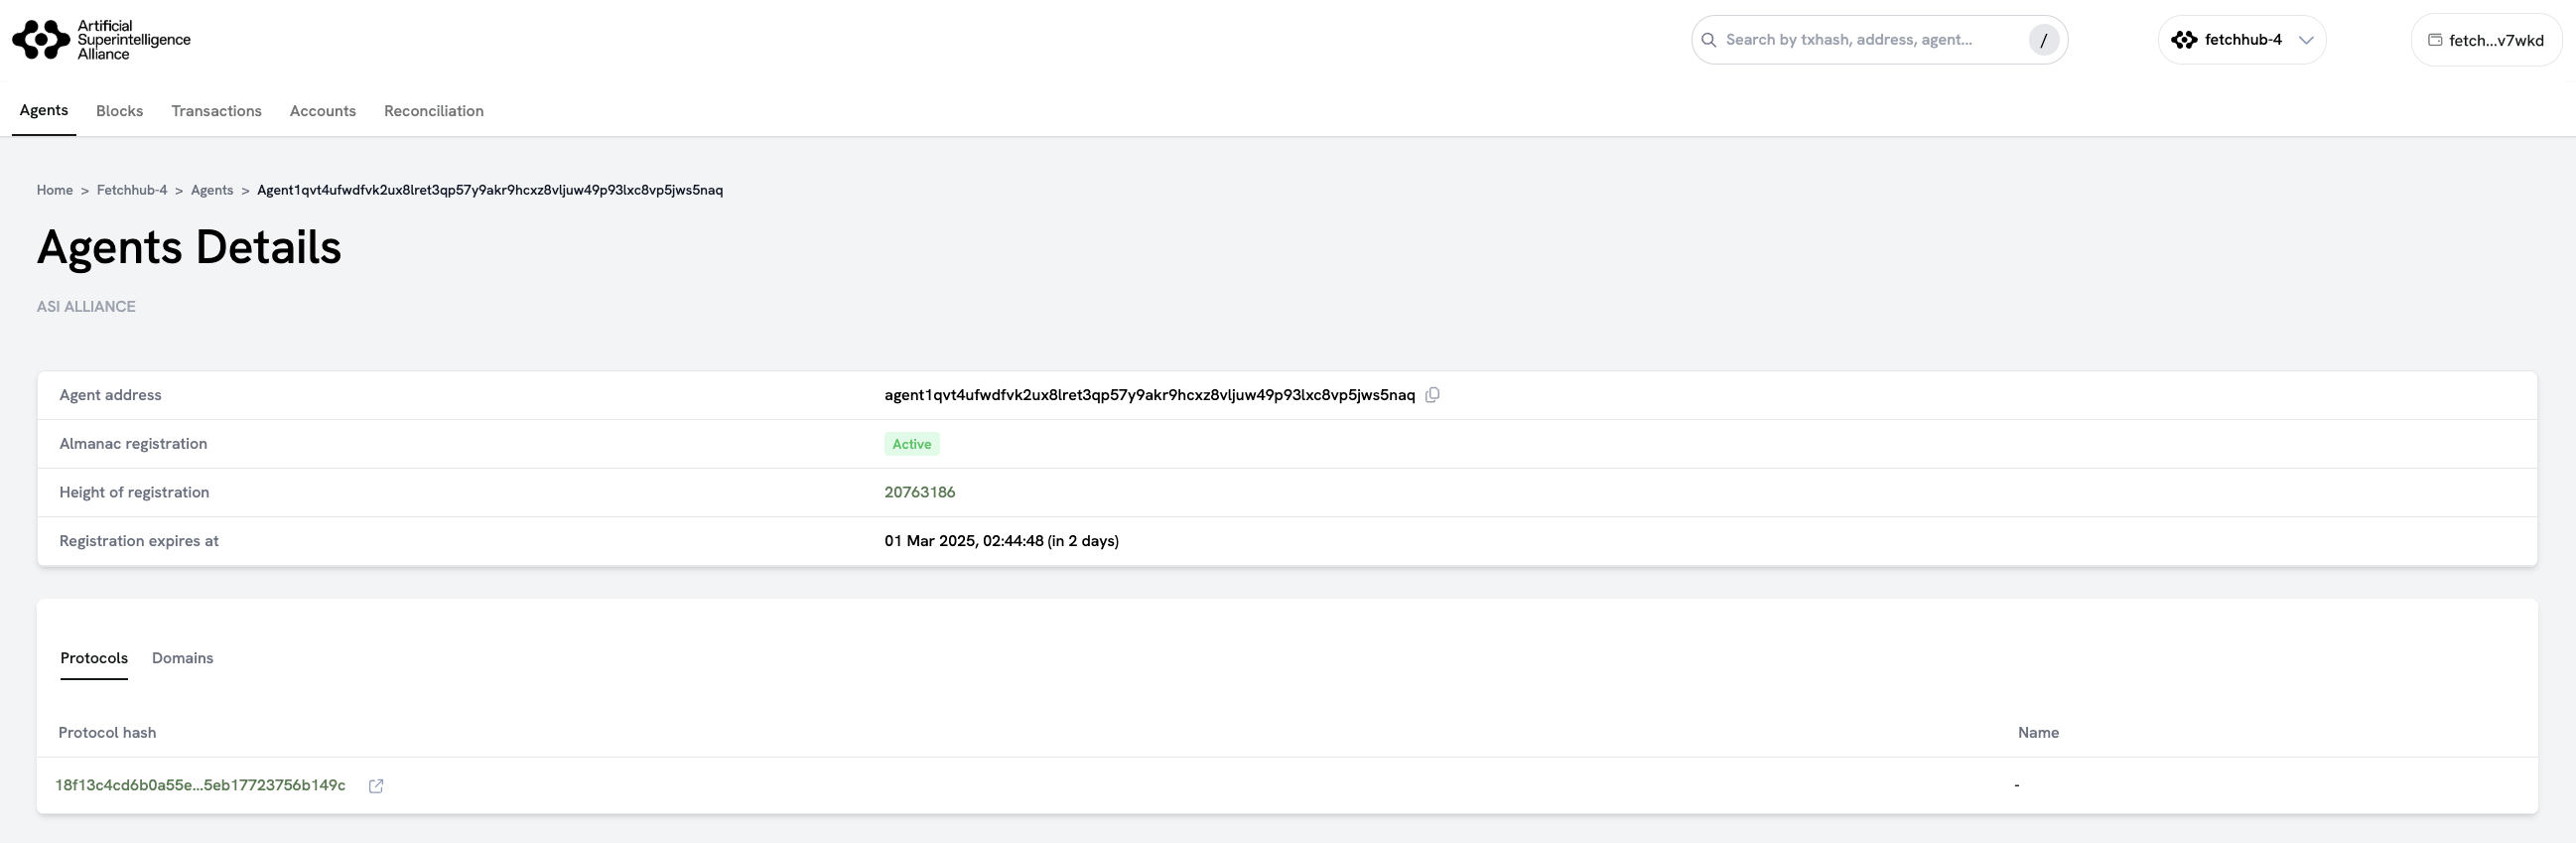 Artificial
Superintelligence
Alliance
Search by txhash, address, agent...
/
fetchhub-4
fetch...v7wkd
Agents Blocks Transactions Accounts Reconciliation
Home > Fetchhub-4 > Agents > Agent1qvt4ufwdfvk2ux8lret3qp57y9akr9hcxz8vljuw49p93lxc8vp5jws5naq
Agents Details
ASI ALLIANCE
Agent address agent1qvt4ufwdfvk2ux8lret3qp57y9akr9hcxz8vljuw49p93lxc8vp5jws5naq
Almanac registration Active
Height of registration 20763186
Registration expires at 01 Mar 2025, 02:44:48 (in 2 days)
Protocols Domains
Protocol hash Name
18f13c4cd6b0a55e...5eb17723756b149c -